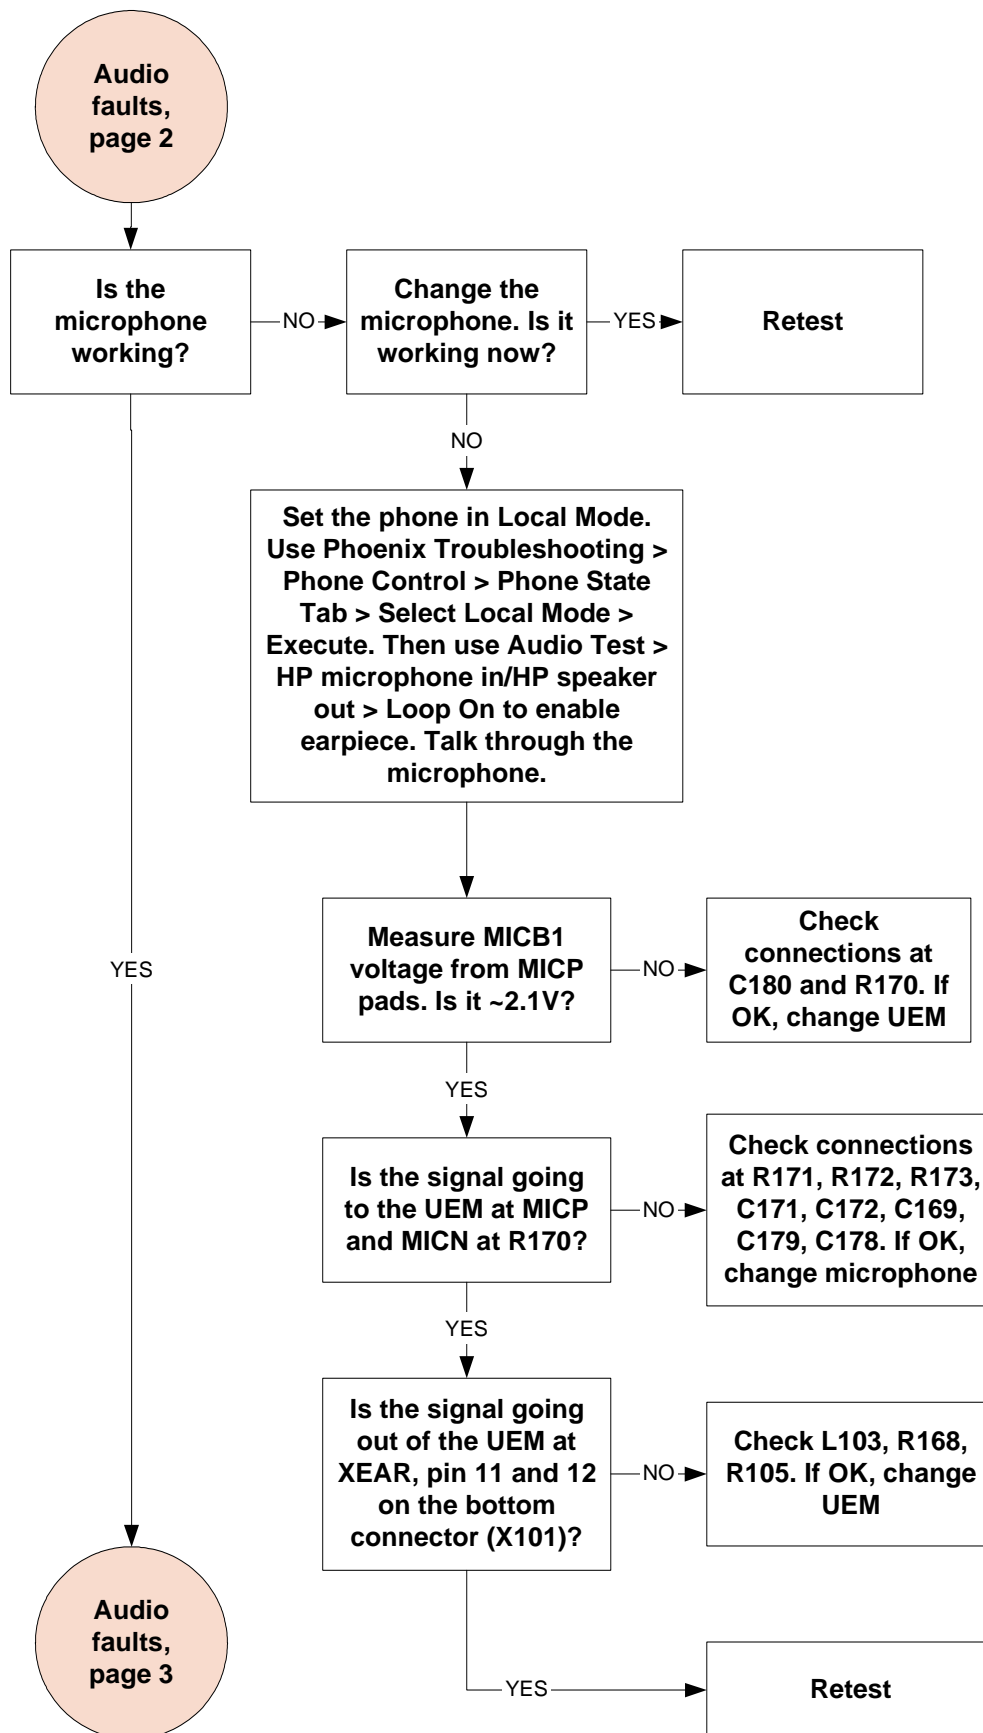 Audio
faults,
page 2
Is the
microphone
working?
NO
Change the
microphone. Is it
working now?
YES
Retest
NO
Set the phone in Local Mode.
Use Phoenix Troubleshooting >
Phone Control > Phone State
Tab > Select Local Mode >
Execute. Then use Audio Test >
HP microphone in/HP speaker
out > Loop On to enable
earpiece. Talk through the
microphone.
YES
Measure MICB1
voltage from MICP
pads. Is it ~2.1V?
NO
Check
connections at
C180 and R170. If
OK, change UEM
YES
Is the signal going
to the UEM at MICP
and MICN at R170?
NO
Check connections
at R171, R172, R173,
C171, C172, C169,
C179, C178. If OK,
change microphone
YES
Is the signal going
out of the UEM at
XEAR, pin 11 and 12
on the bottom
connector (X101)?
NO
Check L103, R168,
R105. If OK, change
UEM
Audio
faults,
page 3
YES
Retest